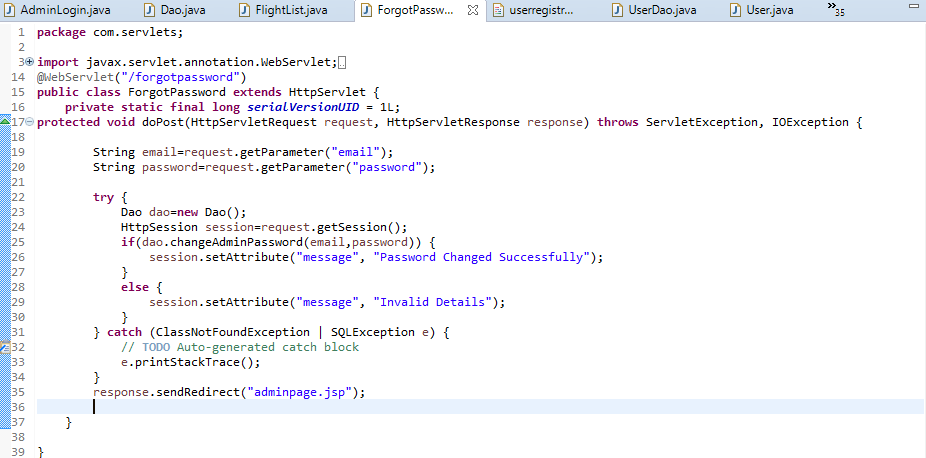 AdminLogin.java Dao.java FlightList.java ForgotPassw... userregistr... UserDao.java User.java »35
1 package com.servlets;
2
3 import javax.servlet.annotation.WebServlet;
14 @WebServlet("/forgotpassword")
15 public class ForgotPassword extends HttpServlet {
16 private static final long serialVersionUID = 1L;
17 protected void doPost(HttpServletRequest request, HttpServletResponse response) throws ServletException, IOException {
18
19 String email=request.getParameter("email");
20 String password=request.getParameter("password");
21
22 try {
23 Dao dao=new Dao();
24 HttpSession session=request.getSession();
25 if(dao.changeAdminPassword(email,password)) {
26 session.setAttribute("message", "Password Changed Successfully");
27 }
28 else {
29 session.setAttribute("message", "Invalid Details");
30 }
31 } catch (ClassNotFoundException | SQLException e) {
32 // TODO Auto-generated catch block
33 e.printStackTrace();
34 }
35 response.sendRedirect("adminpage.jsp");
36
37 }
38
39 }